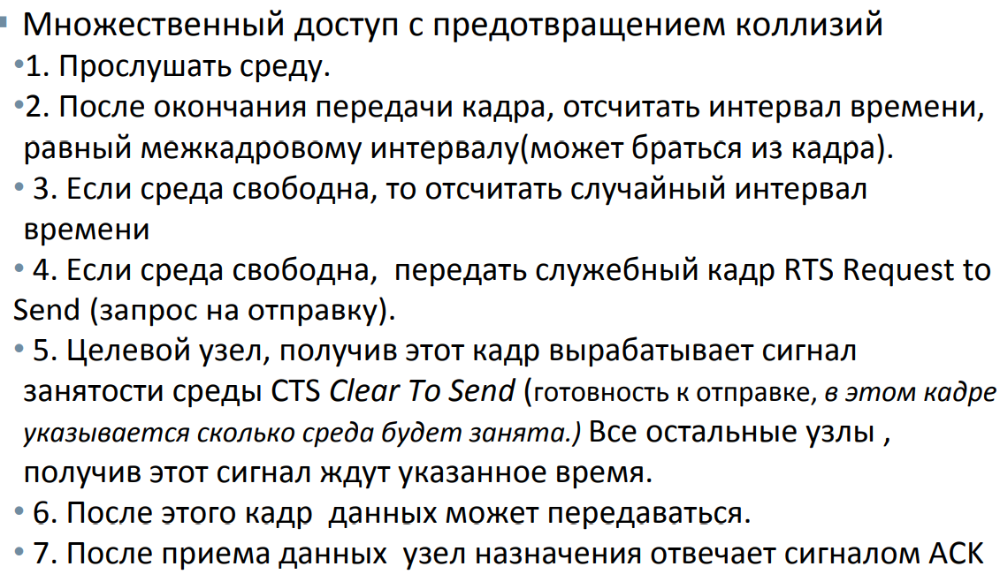 Множественный доступ с предотвращением коллизий
•1. Прослушать среду.
•2. После окончания передачи кадра, отсчитать интервал времени,
равный межкадровому интервалу(может браться из кадра).
• 3. Если среда свободна, то отсчитать случайный интервал
времени
• 4. Если среда свободна,  передать служебный кадр RTS Request to
Send (запрос на отправку).
• 5. Целевой узел, получив этот кадр вырабатывает сигнал
занятости среды CTS Clear To Send (готовность к отправке, в этом кадре
указывается сколько среда будет занята.) Все остальные узлы ,
получив этот сигнал ждут указанное время.
• 6. После этого кадр  данных может передаваться.
• 7. После приема данных  узел назначения отвечает сигналом ACK